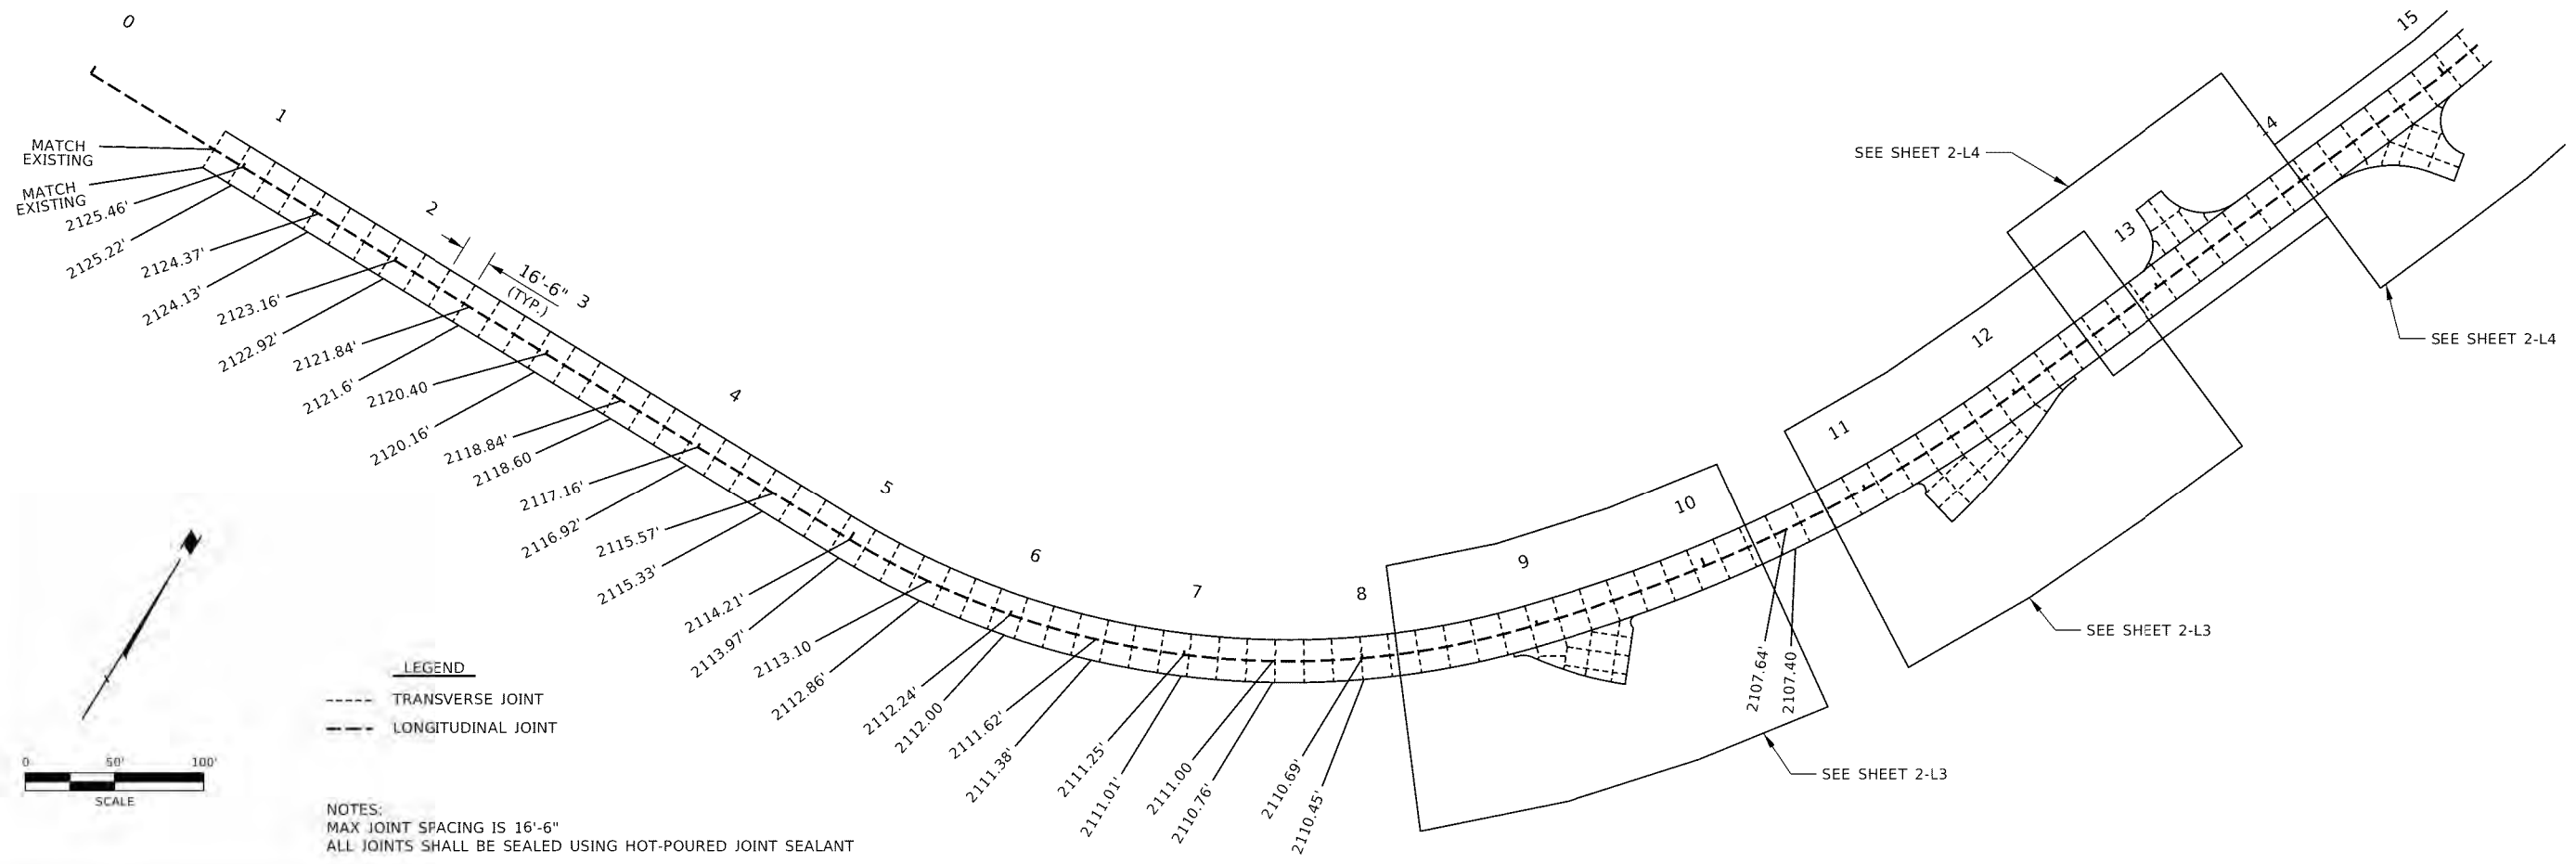 0
1
2
3
4
5
6
7
8
9
10
11
12
13
15
MATCH
EXISTING
MATCH
EXISTING
2125.46'
2125.22'
2124.37'
2124.13'
2123.16'
2122.92'
2121.84'
2121.6'
2120.40
2120.16'
2118.84'
2118.60
2117.16'
2116.92'
2115.57'
2115.33'
2114.21'
2113.97'
2113.10
2112.86'
2112.24'
2112.00
2111.62'
2111.38'
2111.25'
2111.01'
2111.00
2110.76'
2110.69'
2110.45'
2107.64'
2107.40
16'-6"
(TYP.)
SEE SHEET 2-L4
SEE SHEET 2-L4
SEE SHEET 2-L3
SEE SHEET 2-L3
LEGEND
TRANSVERSE JOINT
LONGITUDINAL JOINT
0 50' 100'
SCALE
NOTES:
MAX JOINT SPACING IS 16'-6"
ALL JOINTS SHALL BE SEALED USING HOT-POURED JOINT SEALANT